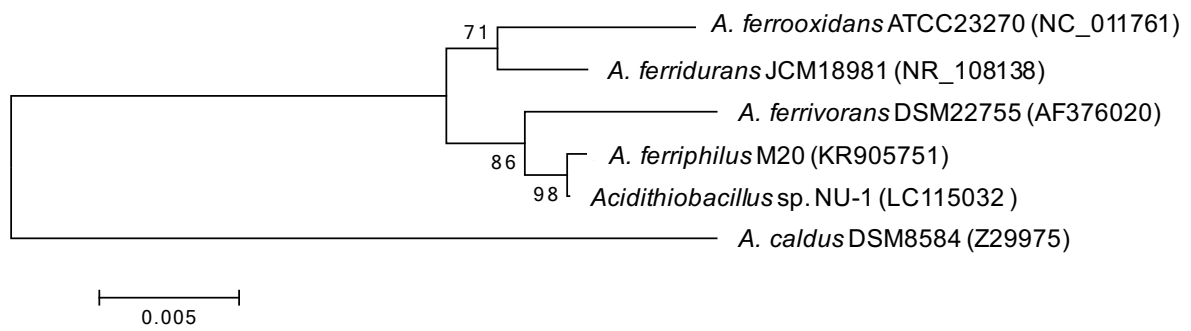 71
A. ferrooxidans ATCC23270 (NC_011761)
A. ferridurans JCM18981 (NR_108138)
A. ferrivorans DSM22755 (AF376020)
86
A. ferriphilus M20 (KR905751)
98
Acidithiobacillus sp. NU-1 (LC115032 )
A. caldus DSM8584 (Z29975)
0.005